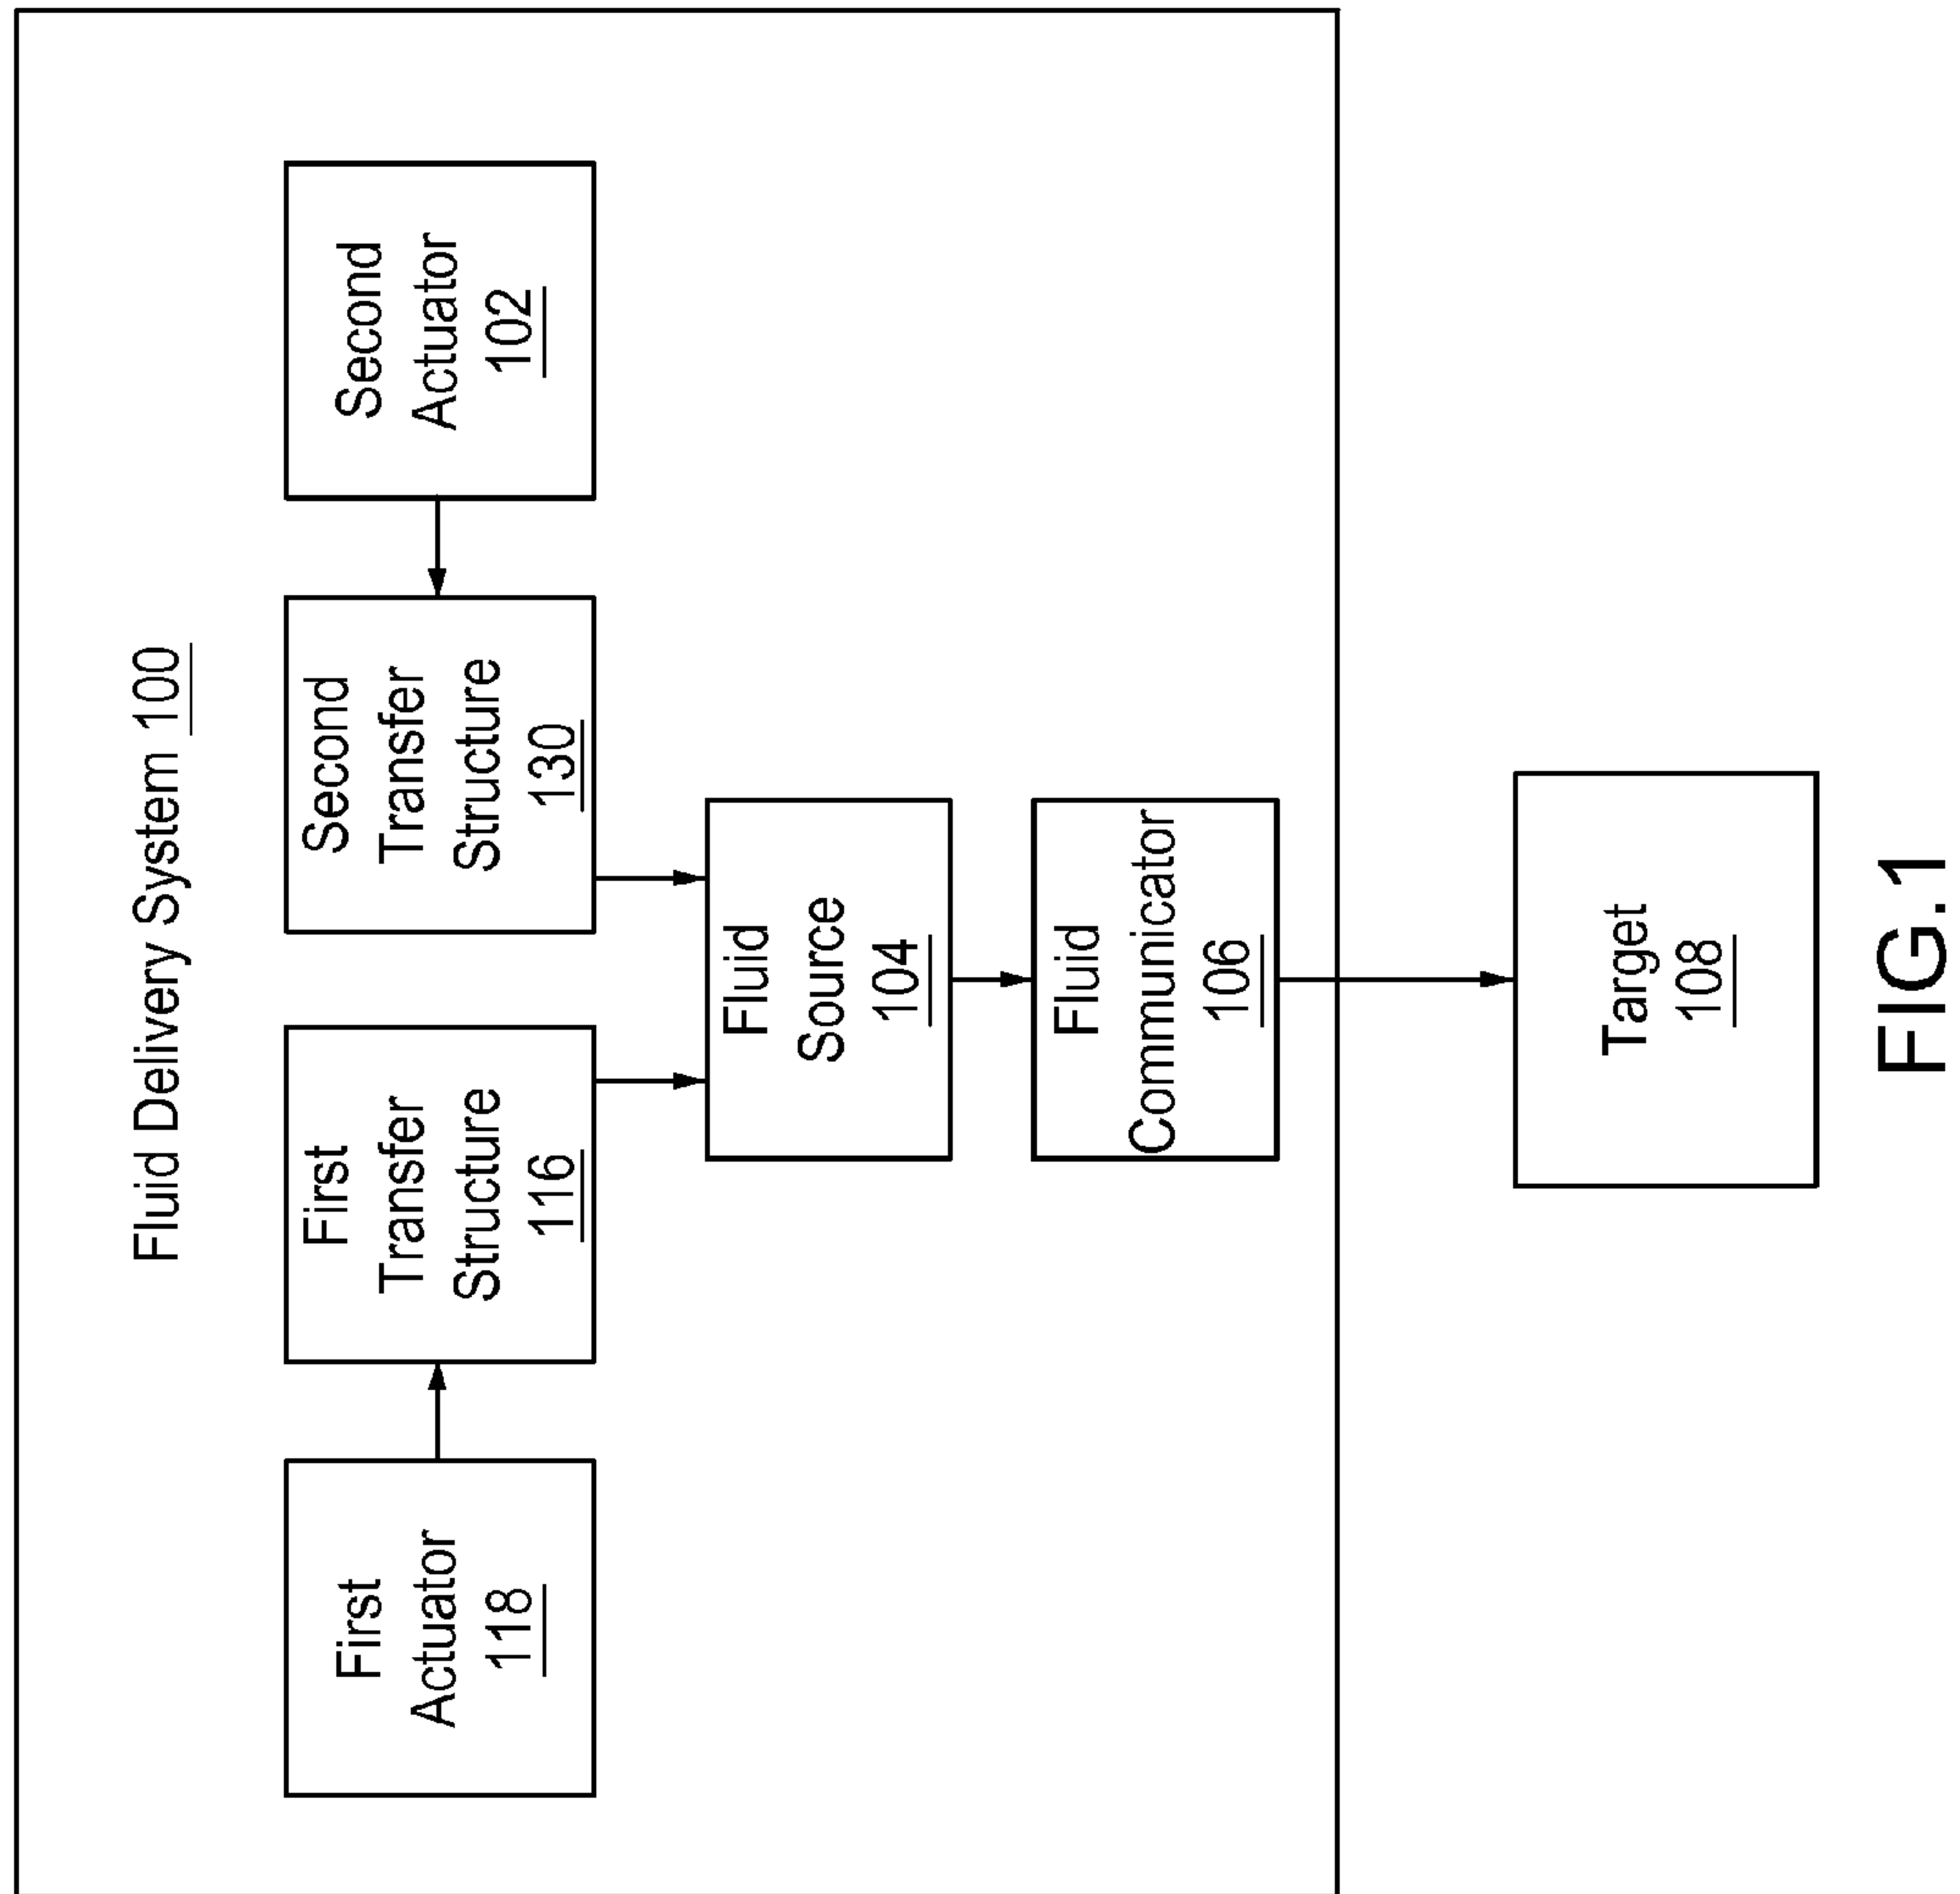 Fluid Delivery System 100
First
Actuator
118
First
Transfer
Structure
116
Second
Transfer
Structure
130
Second
Actuator
102
Fluid
Source
104
Fluid
Communicator
106
Target
108
FIG.1